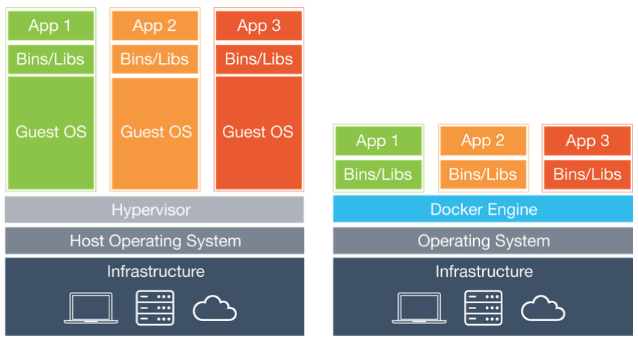 App 1
App 2
App 3
Bins/Libs
Bins/Libs
Bins/Libs
Guest OS
Guest OS
Guest OS
Hypervisor
Host Operating System
Infrastructure
App 1
App 2
App 3
Bins/Libs
Bins/Libs
Bins/Libs
Docker Engine
Operating System
Infrastructure